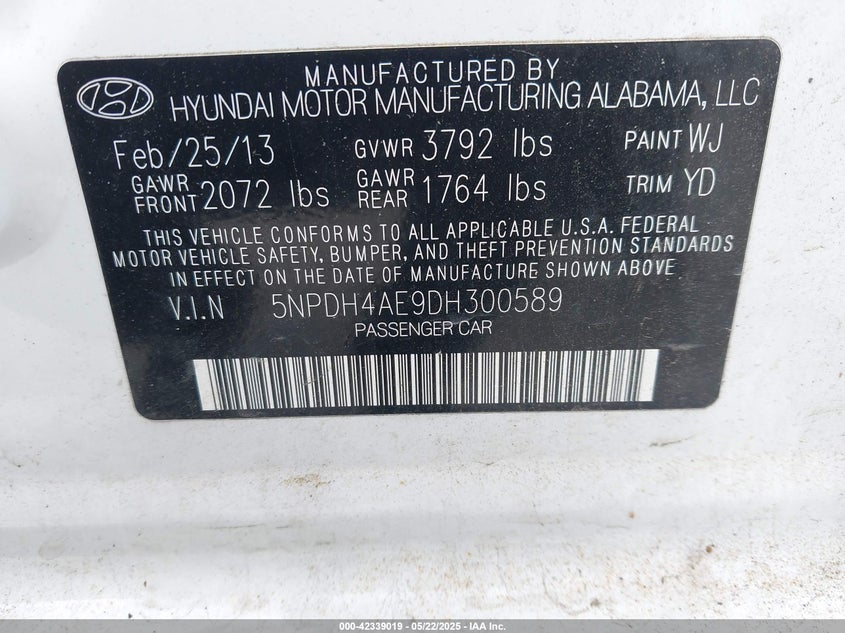 MANUFACTURED BY
HYUNDAI MOTOR MANUFACTURING ALABAMA, LLC
Feb/25/13 GVWR 3792 lbs PAINT WJ
GAWR FRONT 2072 lbs GAWR REAR 1764 lbs TRIM YD
THIS VEHICLE CONFORMS TO ALL APPLICABLE U.S.A. FEDERAL
MOTOR VEHICLE SAFETY, BUMPER, AND THEFT PREVENTION STANDARDS
IN EFFECT ON THE DATE OF MANUFACTURE SHOWN ABOVE
V.I.N 5NPDH4AE9DH300589
PASSENGER CAR
000-42339019 - 05/22/2025 - IAA Inc.